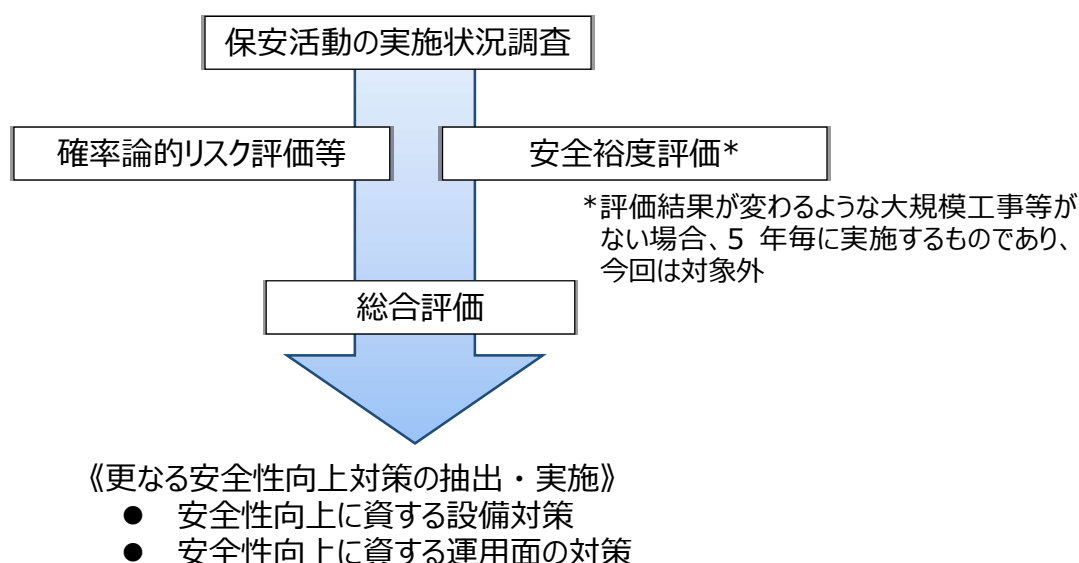 保安活動の実施状況調査
確率論的リスク評価等
安全裕度評価*
*評価結果が変わるような大規模工事等が
ない場合、5 年毎に実施するものであり、
今回は対象外
総合評価
《更なる安全性向上対策の抽出・実施》
● 安全性向上に資する設備対策
● 安全性向上に資する運用面の対策